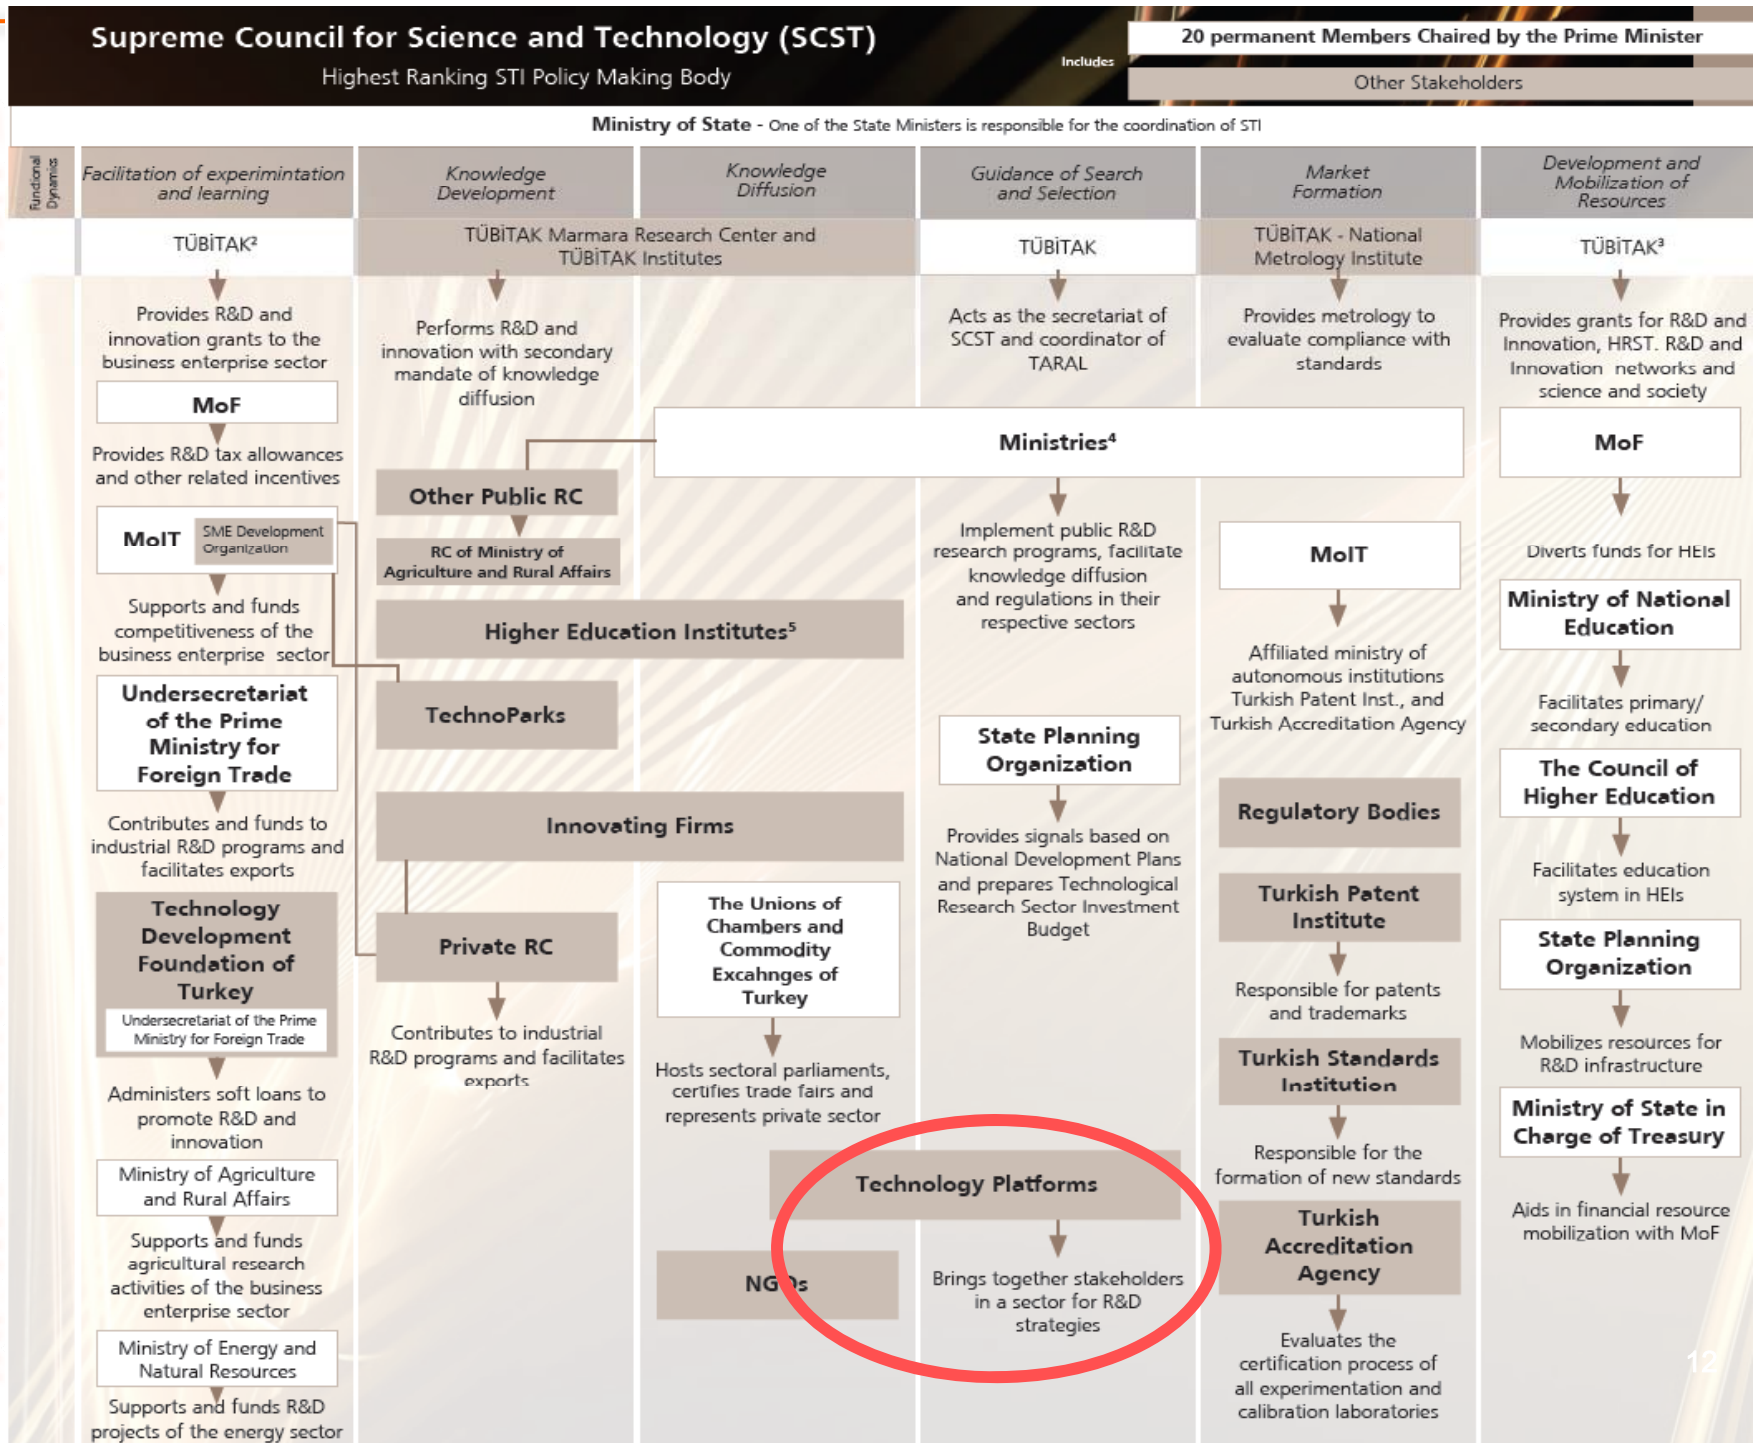 Supreme Council for Science and Technology (SCST)
Highest Ranking STI Policy Making Body
Includes
20 permanent Members Chaired by the Prime Minister
Other Stakeholders
Ministry of State - One of the State Ministers is responsible for the coordination of STI
Functional
Dynamics
Facilitation of experimintation
and learning
Knowledge
Development
Knowledge
Diffusion
Guidance of Search
and Selection
Market
Formation
Development and
Mobilization of
Resources
TÜBİTAK²
TÜBİTAK Marmara Research Center and
TÜBİTAK Institutes
TÜBİTAK
TÜBİTAK - National
Metrology Institute
TÜBİTAK³
Provides R&D and
innovation grants to the
business enterprise sector
MoF
Provides R&D tax allowances
and other related incentives
MoIT
SME Development
Organization
Supports and funds
competitiveness of the
business enterprise sector
Undersecretariat
of the Prime
Ministry for
Foreign Trade
Contributes and funds to
industrial R&D programs and
facilitates exports
Technology
Development
Foundation of
Turkey
Undersecretariat of the Prime
Ministry for Foreign Trade
Administers soft loans to
promote R&D and
innovation
Ministry of Agriculture
and Rural Affairs
Supports and funds
agricultural research
activities of the business
enterprise sector
Ministry of Energy and
Natural Resources
Supports and funds R&D
projects of the energy sector
Performs R&D and
innovation with secondary
mandate of knowledge
diffusion
Other Public RC
RC of Ministry of
Agriculture and Rural Affairs
Higher Education Institutes⁵
TechnoParks
Innovating Firms
Private RC
Contributes to industrial
R&D programs and facilitates
exports
The Unions of
Chambers and
Commodity
Excahnges of
Turkey
Hosts sectoral parliaments,
certifies trade fairs and
represents private sector
Technology Platforms
NGOs
Brings together stakeholders
in a sector for R&D
strategies
Acts as the secretariat of
SCST and coordinator of
TARAL
Ministries⁴
Implement public R&D
research programs, facilitate
knowledge diffusion
and regulations in their
respective sectors
State Planning
Organization
Provides signals based on
National Development Plans
and prepares Technological
Research Sector Investment
Budget
Provides metrology to
evaluate compliance with
standards
MoIT
Affiliated ministry of
autonomous institutions
Turkish Patent Inst., and
Turkish Accreditation Agency
Regulatory Bodies
Turkish Patent
Institute
Responsible for patents
and trademarks
Turkish Standards
Institution
Responsible for the
formation of new standards
Turkish
Accreditation
Agency
Evaluates the
certification process of
all experimentation and
calibration laboratories
Provides grants for R&D and
Innovation, HRST. R&D and
Innovation networks and
science and society
MoF
Diverts funds for HEIs
Ministry of National
Education
Facilitates primary/
secondary education
The Council of
Higher Education
Facilitates education
system in HEIs
State Planning
Organization
Mobilizes resources for
R&D infrastructure
Ministry of State in
Charge of Treasury
Aids in financial resource
mobilization with MoF
12